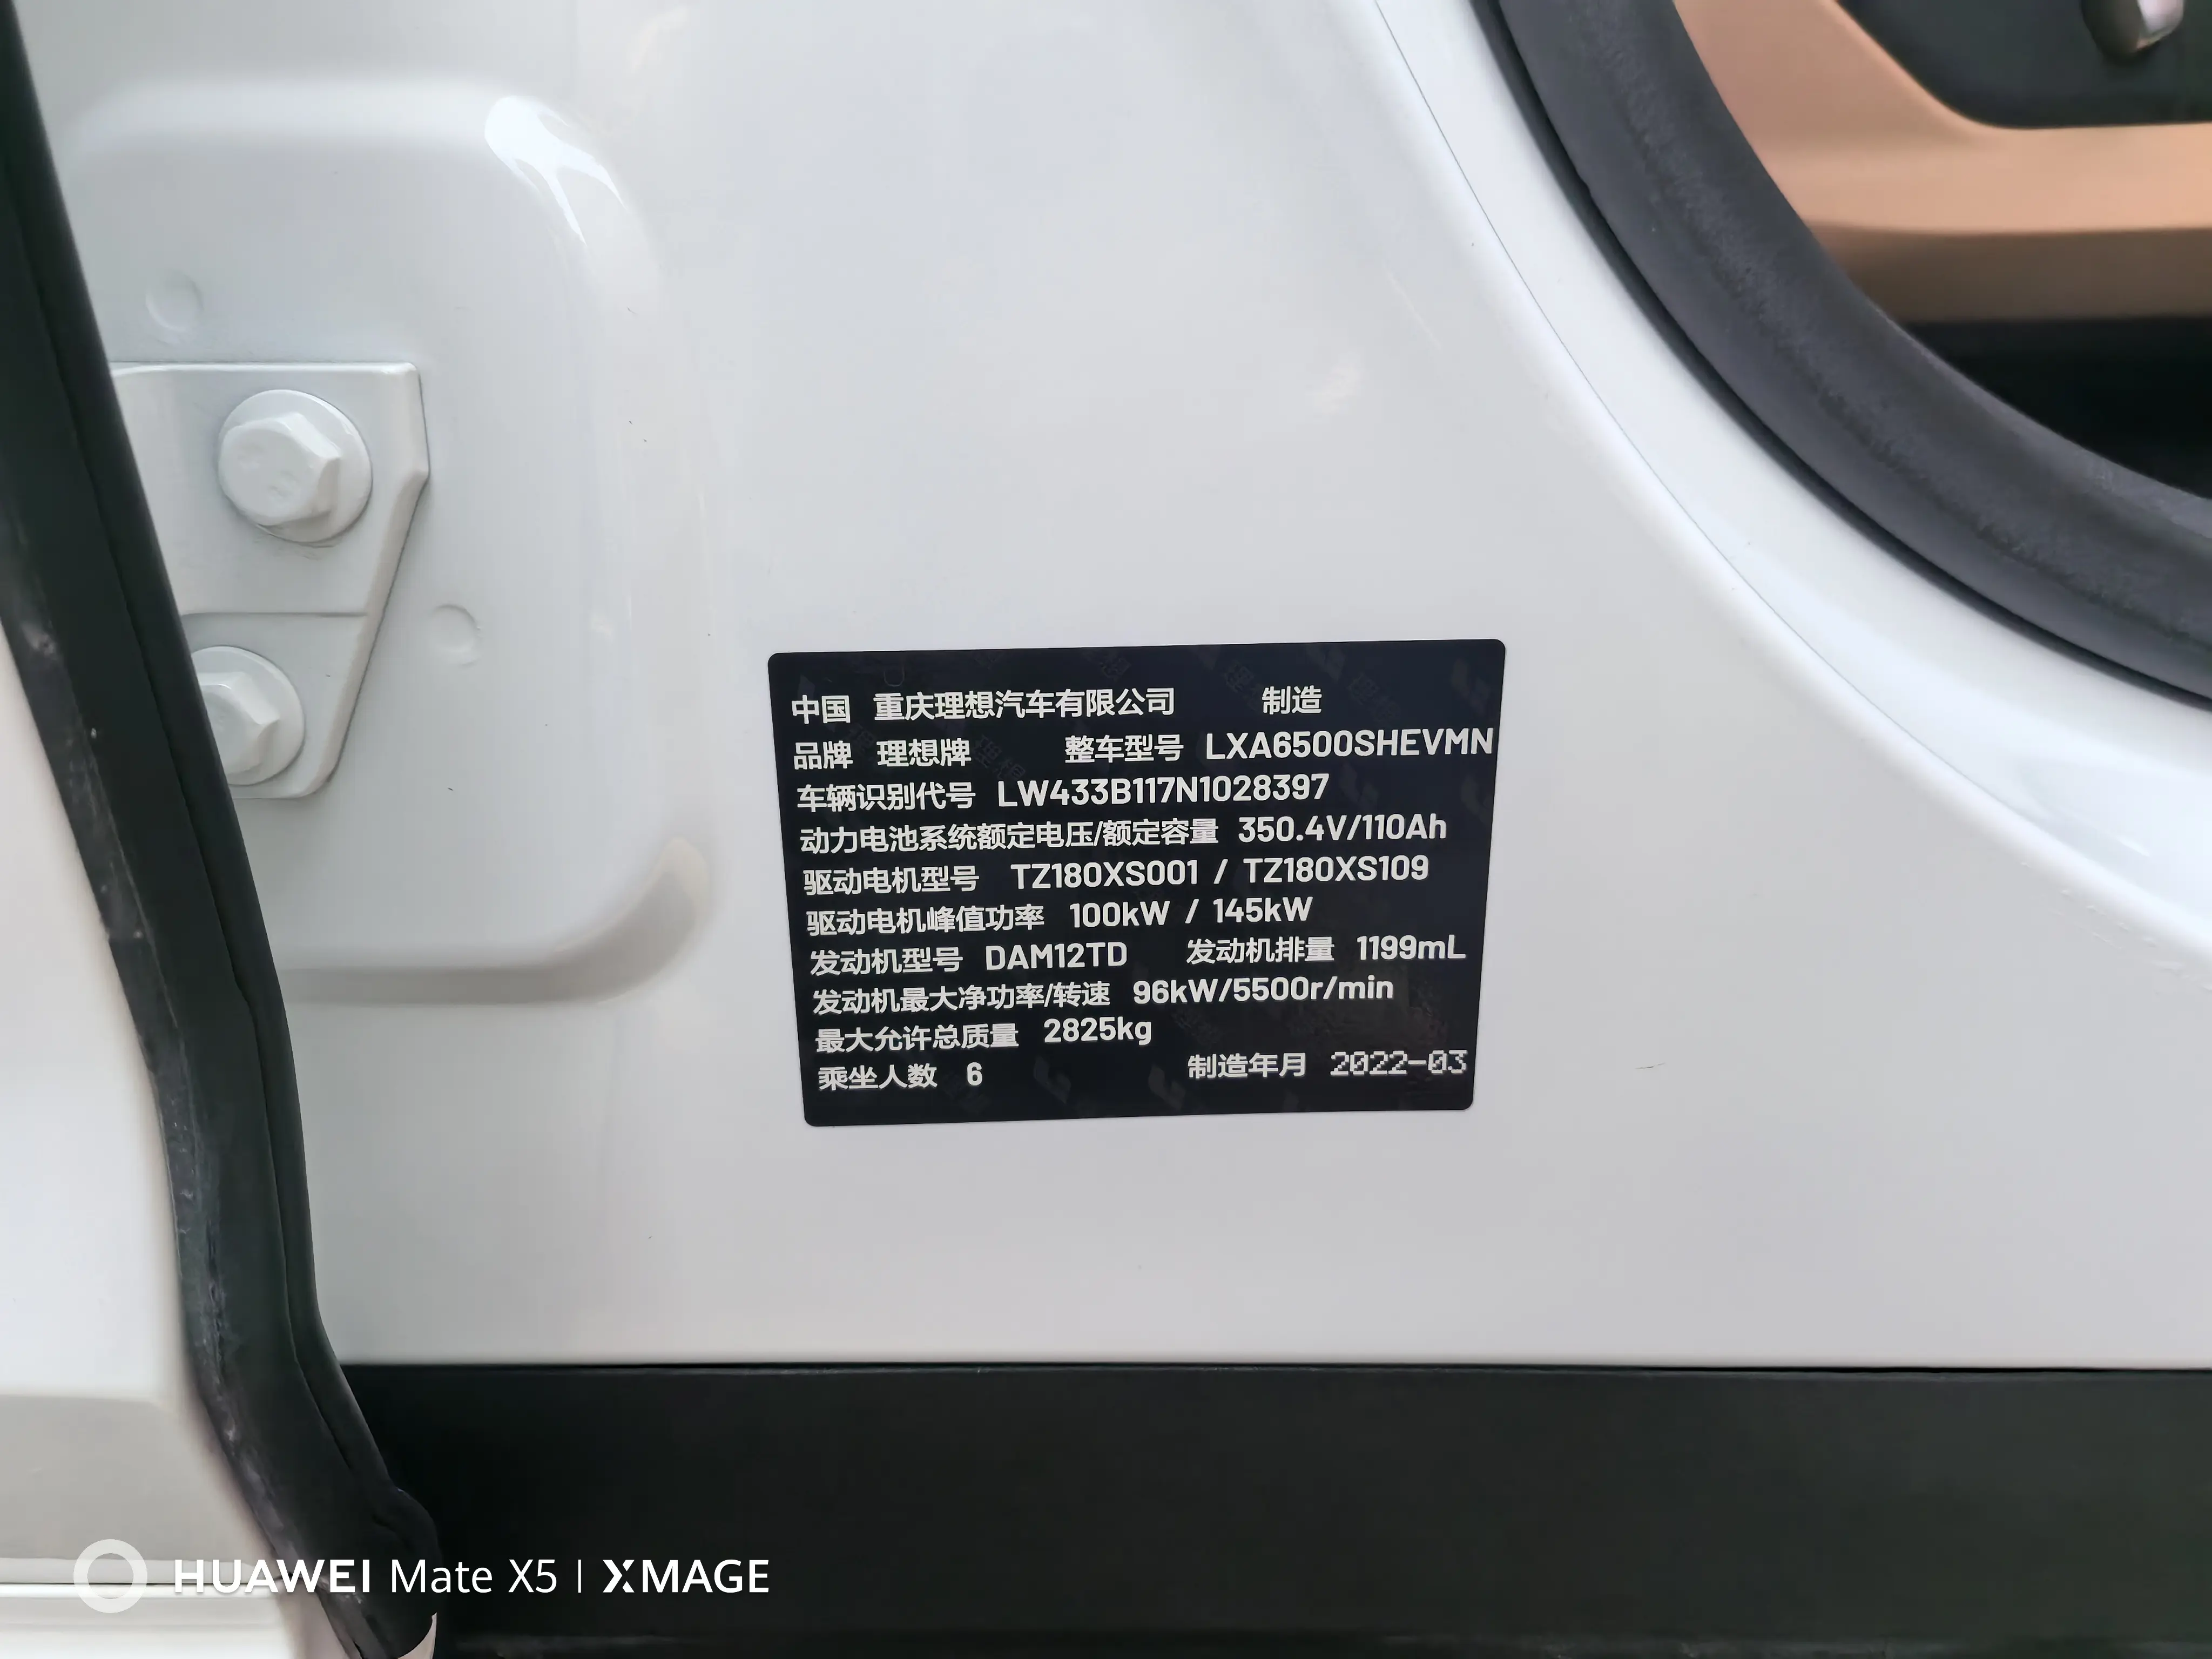 中国 重庆理想汽车有限公司 制造
品牌 理想牌 整车型号 LXA6500SHEVMN
车辆识别代号 LW433B117N1028397
动力电池系统额定电压/额定容量 350.4V/110Ah
驱动电机型号 TZ180XS001 / TZ180XS109
驱动电机峰值功率 100kW / 145kW
发动机型号 DAM12TD 发动机排量 1199mL
发动机最大净功率/转速 96kW/5500r/min
最大允许总质量 2825kg
乘坐人数 6 制造年月 2022-03
HUAWEI Mate X5 | XMAGE